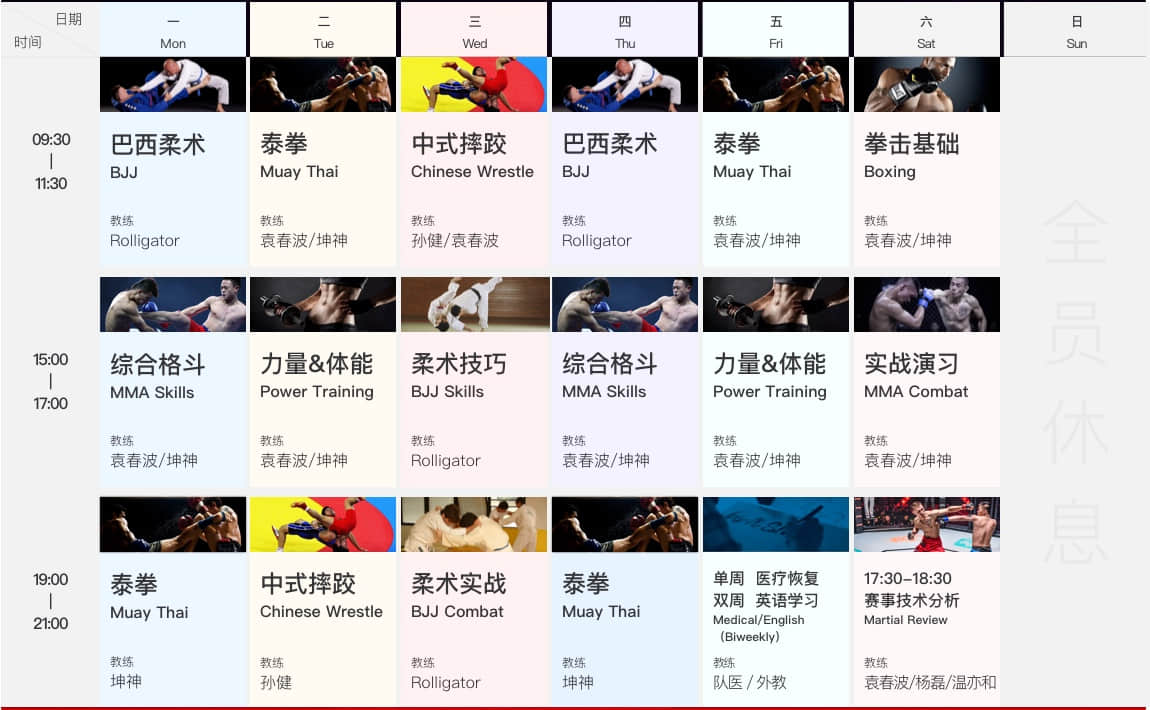 日期
时间
一
Mon
二
Tue
三
Wed
四
Thu
五
Fri
六
Sat
日
Sun
09:30
|
11:30
巴西柔术
BJJ
教练
Rolligator
泰拳
Muay Thai
教练
袁春波/坤神
中式摔跤
Chinese Wrestle
教练
孙健/袁春波
巴西柔术
BJJ
教练
Rolligator
泰拳
Muay Thai
教练
袁春波/坤神
拳击基础
Boxing
教练
袁春波/坤神
15:00
|
17:00
综合格斗
MMA Skills
教练
袁春波/坤神
力量&体能
Power Training
教练
袁春波/坤神
柔术技巧
BJJ Skills
教练
Rolligator
综合格斗
MMA Skills
教练
袁春波/坤神
力量&体能
Power Training
教练
袁春波/坤神
实战演习
MMA Combat
教练
袁春波/坤神
19:00
|
21:00
泰拳
Muay Thai
教练
坤神
中式摔跤
Chinese Wrestle
教练
孙健
柔术实战
BJJ Combat
教练
Rolligator
泰拳
Muay Thai
教练
坤神
单周 医疗恢复
双周 英语学习
Medical/English
（Biweekly）
教练
队医 / 外教
17:30-18:30
赛事技术分析
Martial Review
教练
袁春波/杨磊/温亦和
全
员
休
息